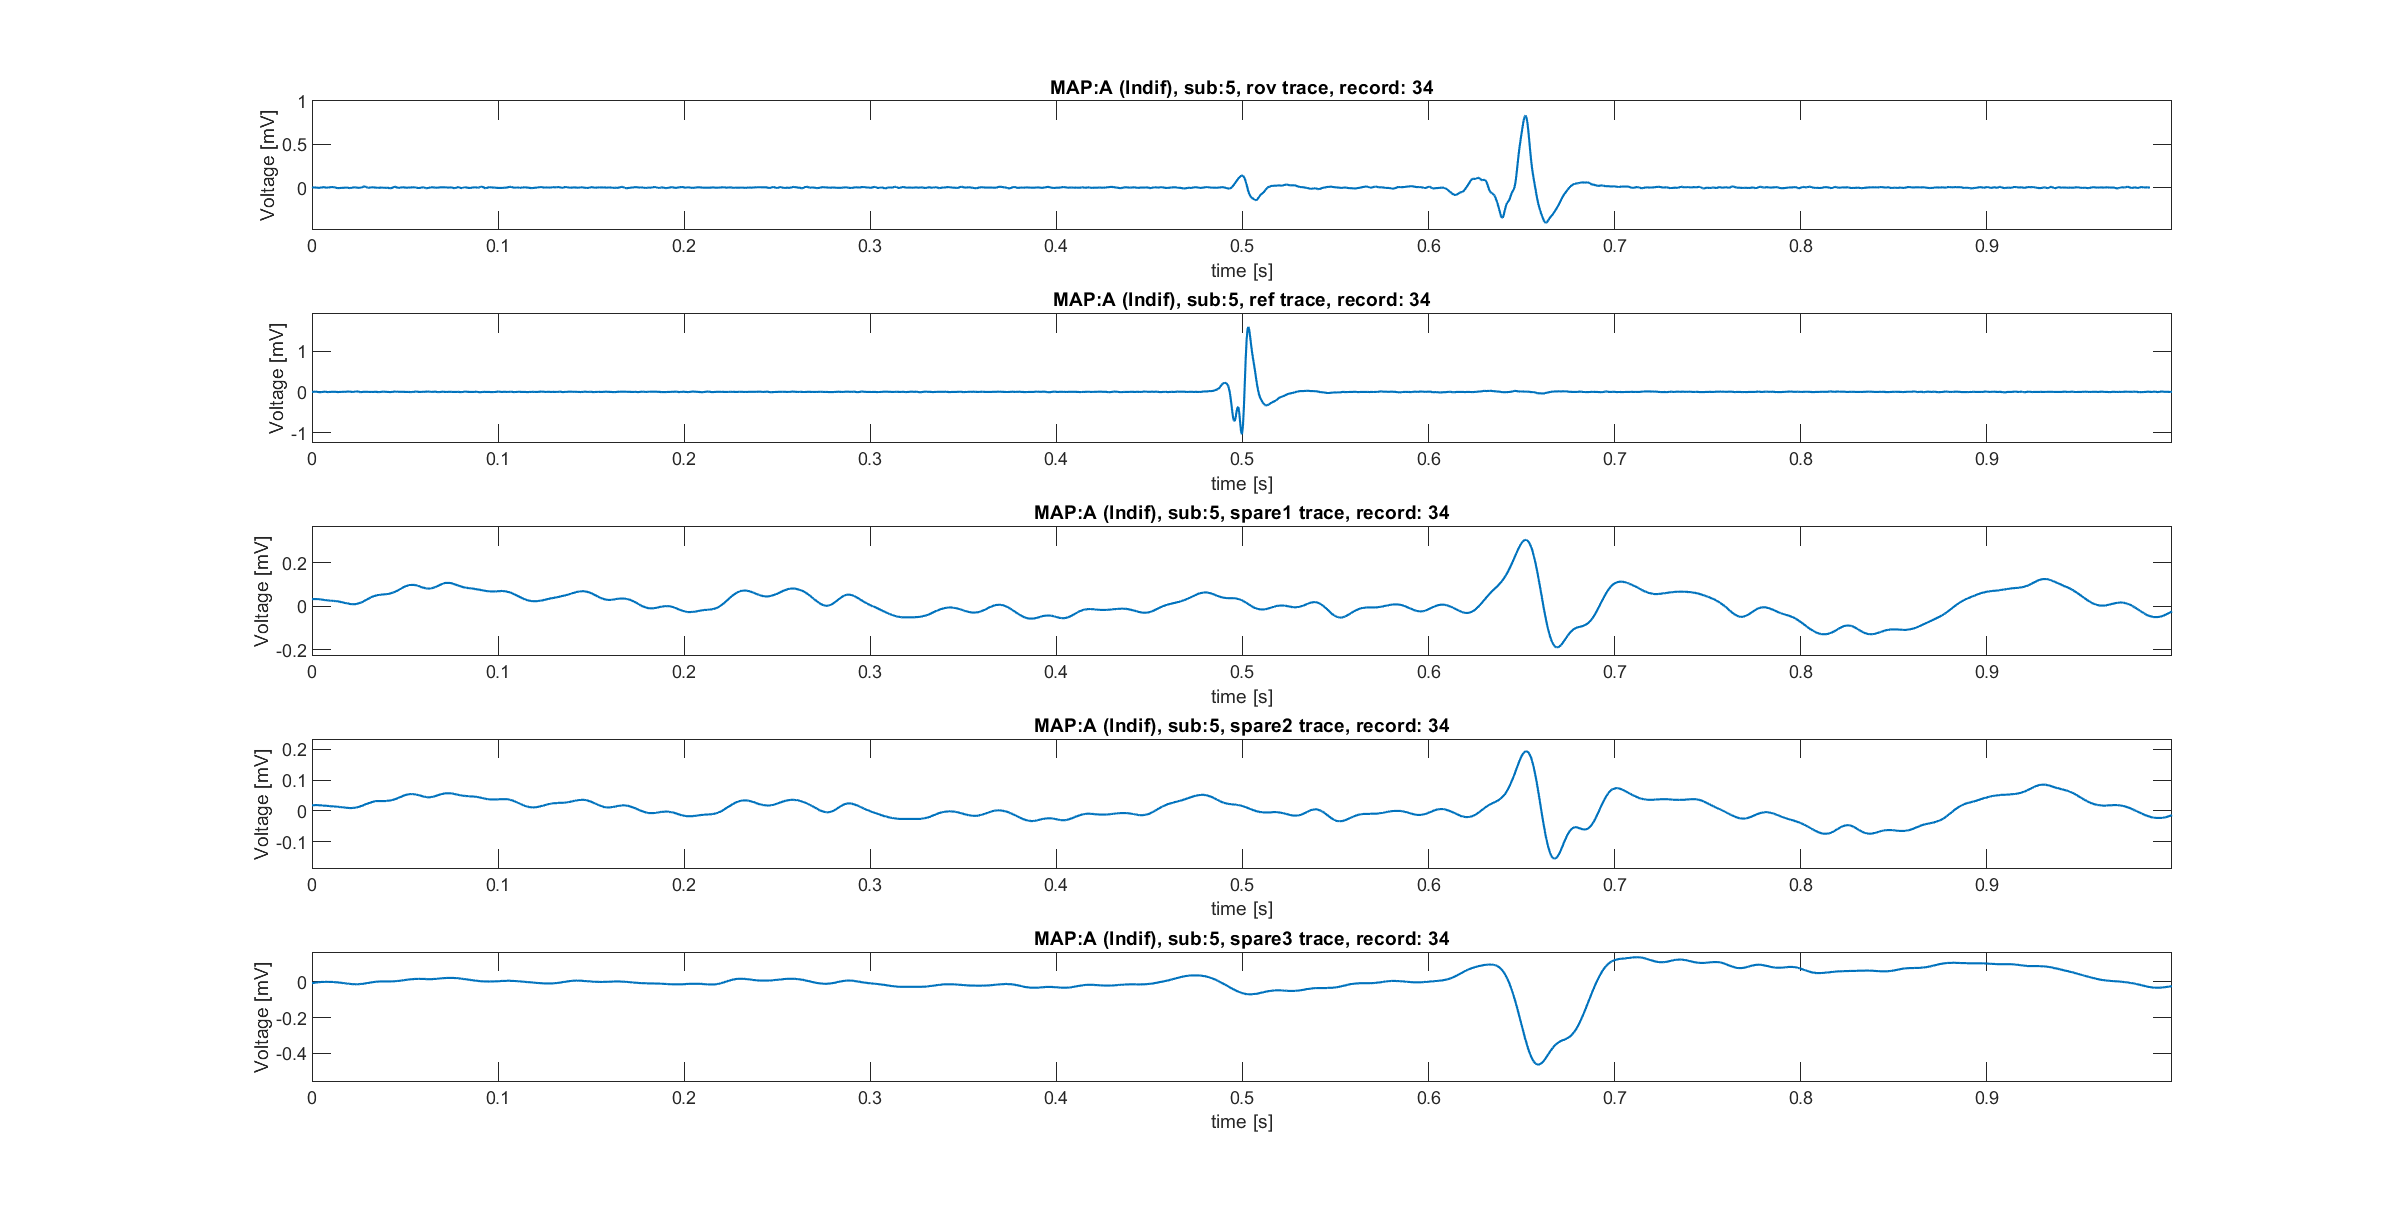 MAP:A (Indif), sub:5, rov trace, record: 34
Voltage [mV]
1
0.5
0
0 0.1 0.2 0.3 0.4 0.5 0.6 0.7 0.8 0.9
time [s]
MAP:A (Indif), sub:5, ref trace, record: 34
Voltage [mV]
1
0
-1
0 0.1 0.2 0.3 0.4 0.5 0.6 0.7 0.8 0.9
time [s]
MAP:A (Indif), sub:5, spare1 trace, record: 34
Voltage [mV]
0.2
0
-0.2
0 0.1 0.2 0.3 0.4 0.5 0.6 0.7 0.8 0.9
time [s]
MAP:A (Indif), sub:5, spare2 trace, record: 34
Voltage [mV]
0.2
0.1
0
-0.1
0 0.1 0.2 0.3 0.4 0.5 0.6 0.7 0.8 0.9
time [s]
MAP:A (Indif), sub:5, spare3 trace, record: 34
Voltage [mV]
0
-0.2
-0.4
0 0.1 0.2 0.3 0.4 0.5 0.6 0.7 0.8 0.9
time [s]